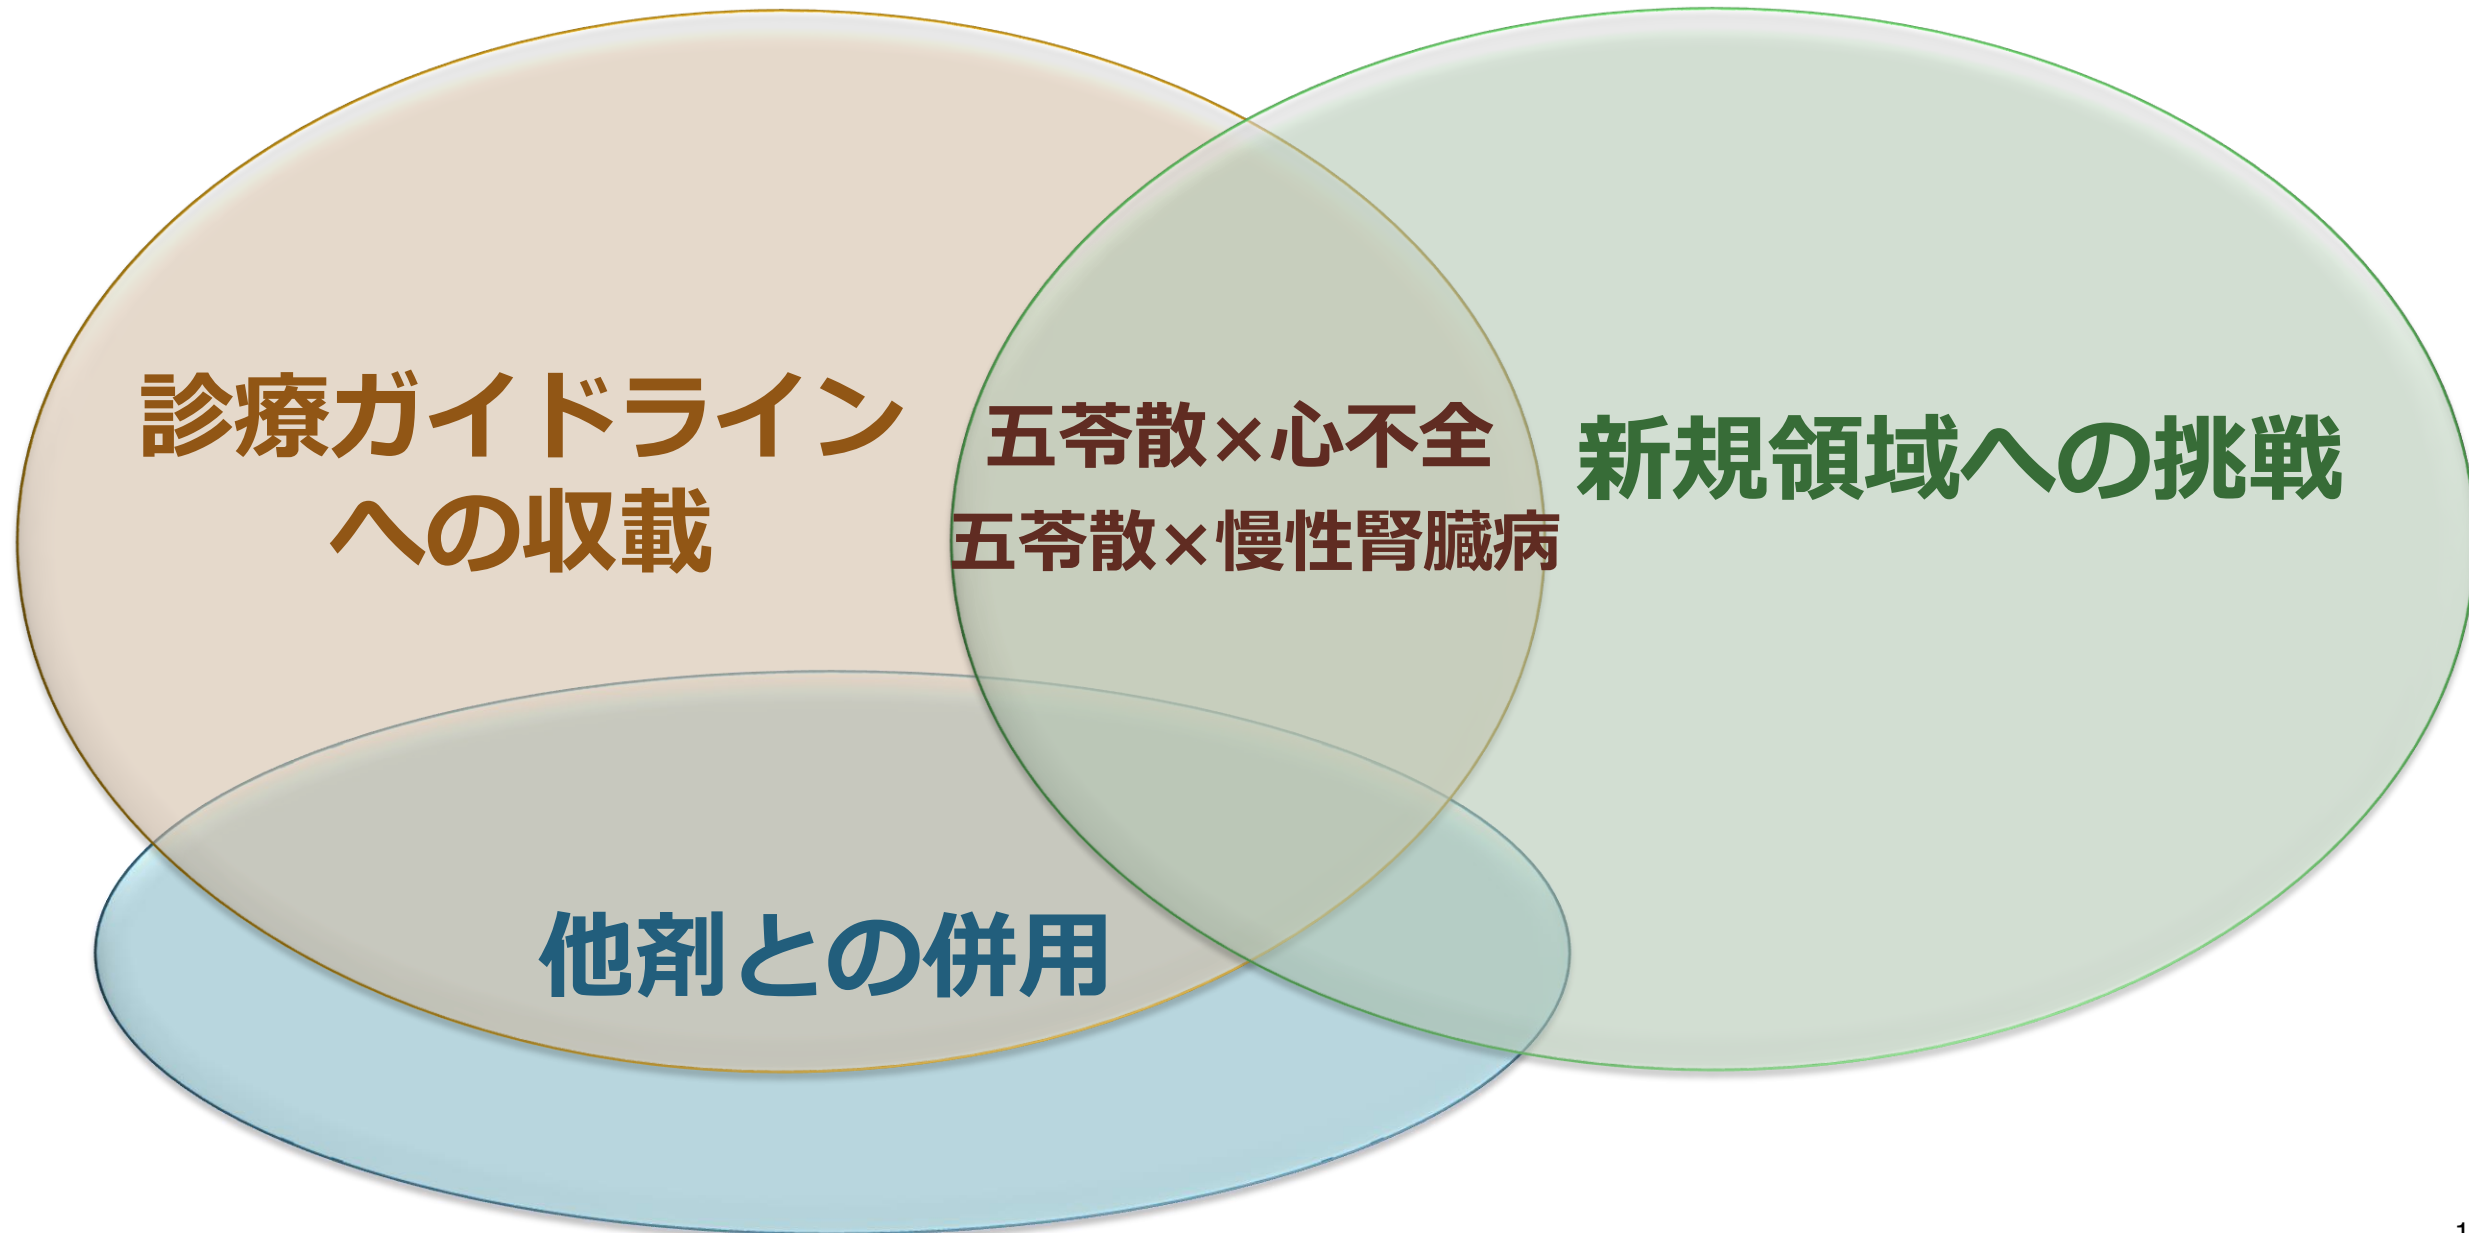 診療ガイドライン
への収載
五苓散×心不全
五苓散×慢性腎臓病
新規領域への挑戦
他剤との併用
1